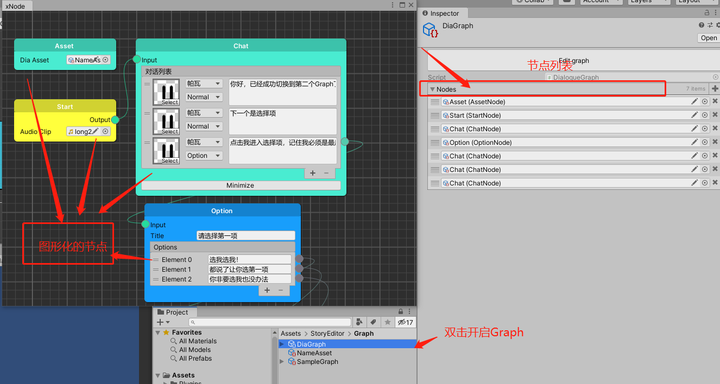 xNode
Asset
Dia Asset
Start
Output
Audio Clip
long2
Chat
Input
对话列表
Select
帕瓦
Normal
你好，已经成功切换到第二个Graph
Select
帕瓦
Normal
下一个是选择项
Select
帕瓦
Option
点击我进入选择项，记住我必须是最
Minimize
图形化的节点
Option
Input
Title
请选择第一项
Options
Element 0
选我选我！
Element 1
都说了让你选第一项
Element 2
你非要选我也没办法
Collab
Account
Layers
Layout
Inspector
DiaGraph
Open
Edit graph
节点列表
Script
DialogueGraph
Nodes
7 items
Asset (AssetNode)
Start (StartNode)
Chat (ChatNode)
Option (OptionNode)
Chat (ChatNode)
Chat (ChatNode)
Chat (ChatNode)
Project
17
Favorites
All Materials
All Models
All Prefabs
Assets
Assets > StoryEditor > Graph
DiaGraph
NameAsset
SampleGraph
双击开启Graph